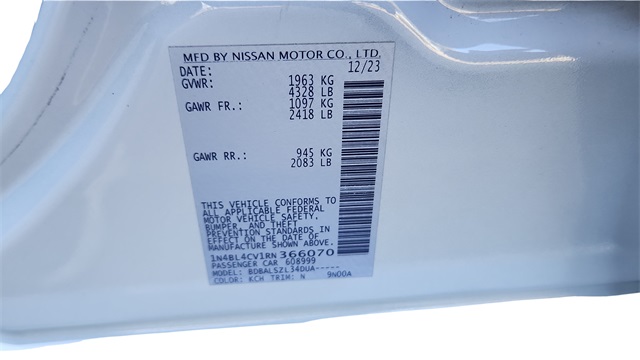 MFD BY NISSAN MOTOR CO., LTD.
DATE: 12/23
GVWR: 1963 KG
4328 LB
GAWR FR.: 1097 KG
2418 LB
GAWR RR.: 945 KG
2083 LB
THIS VEHICLE CONFORMS TO
ALL APPLICABLE FEDERAL
MOTOR VEHICLE SAFETY,
BUMPER, AND THEFT
PREVENTION STANDARDS IN
EFFECT ON THE DATE OF
MANUFACTURE SHOWN ABOVE.
1N4BL4CV1RN366070
PASSENGER CAR 608999
MODEL: BDBALSZL34DUA-----
COLOR: KCH TRIM: N 9N00A